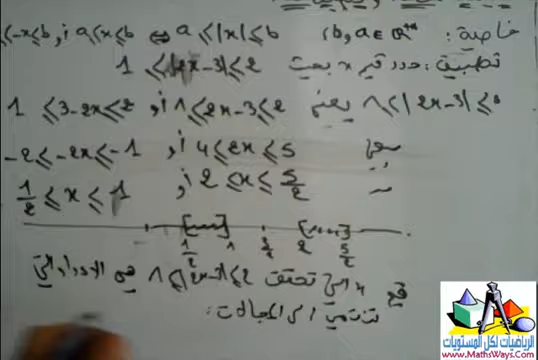 خاصية: b, a ∈ ℝ*⁺) a ≤ |x| ≤ b ⇔ a ≤ x ≤ b أو a ≤ -x ≤ b
تطبيق: حدد قيم x بحيث 1 ≤ |2x-3| ≤ 2
1 ≤ |2x-3| ≤ يعني 1 ≤ 2x-3 ≤ 2 أو 1 ≤ 3-2x ≤ 2
يعني 4 ≤ 2x ≤ 5 أو -2 ≤ -2x ≤ -1
2 ≤ x ≤ 5/2 أو 1/2 ≤ x ≤ 1
1/2 1 3/2 2 5/2
قيم x التي تحقق 1 ≤ |2x-3| ≤ 2 هي الأعداد التي
تنتمي إلى المجالات:
الرياضيات لكل المستويات
www.MathsWays.Com